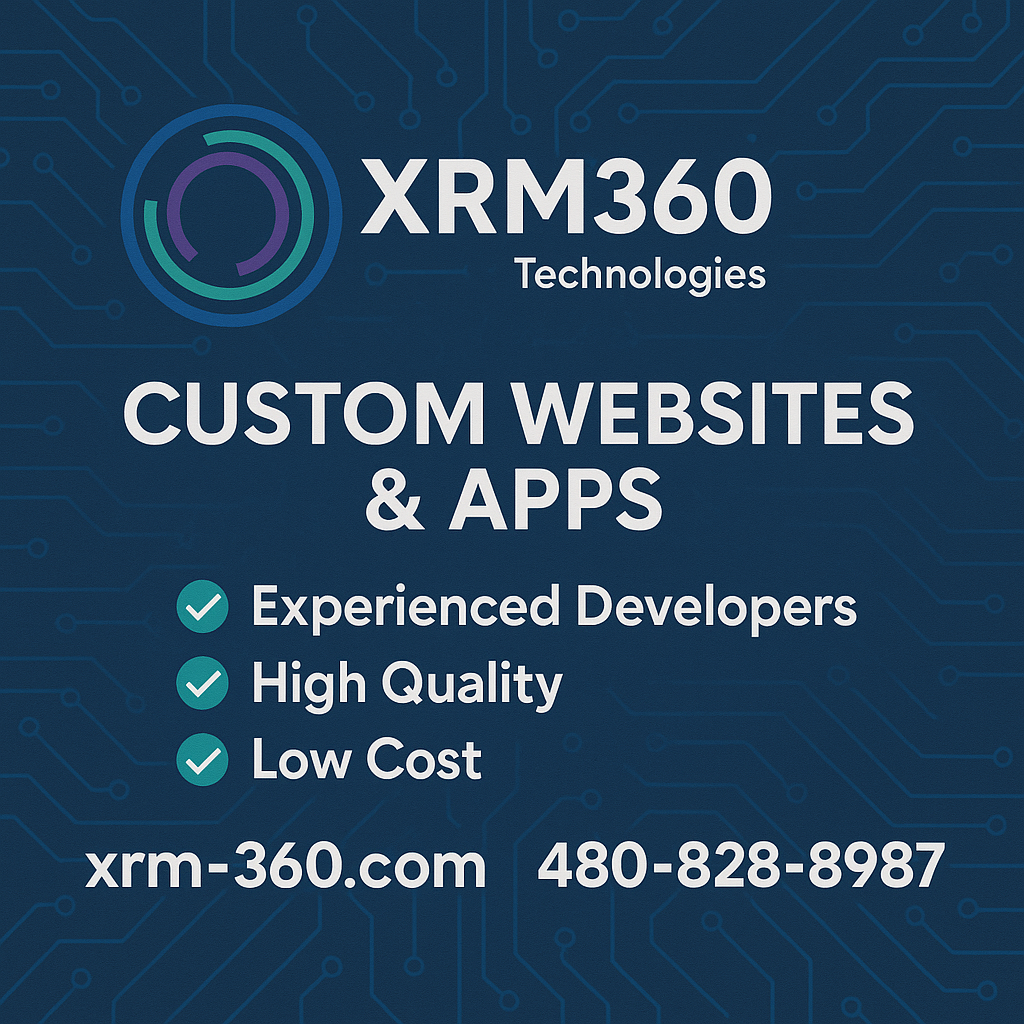 XRM360
Technologies
CUSTOM WEBSITES
& APPS
Experienced Developers
High Quality
Low Cost
xrm-360.com 480-828-8987